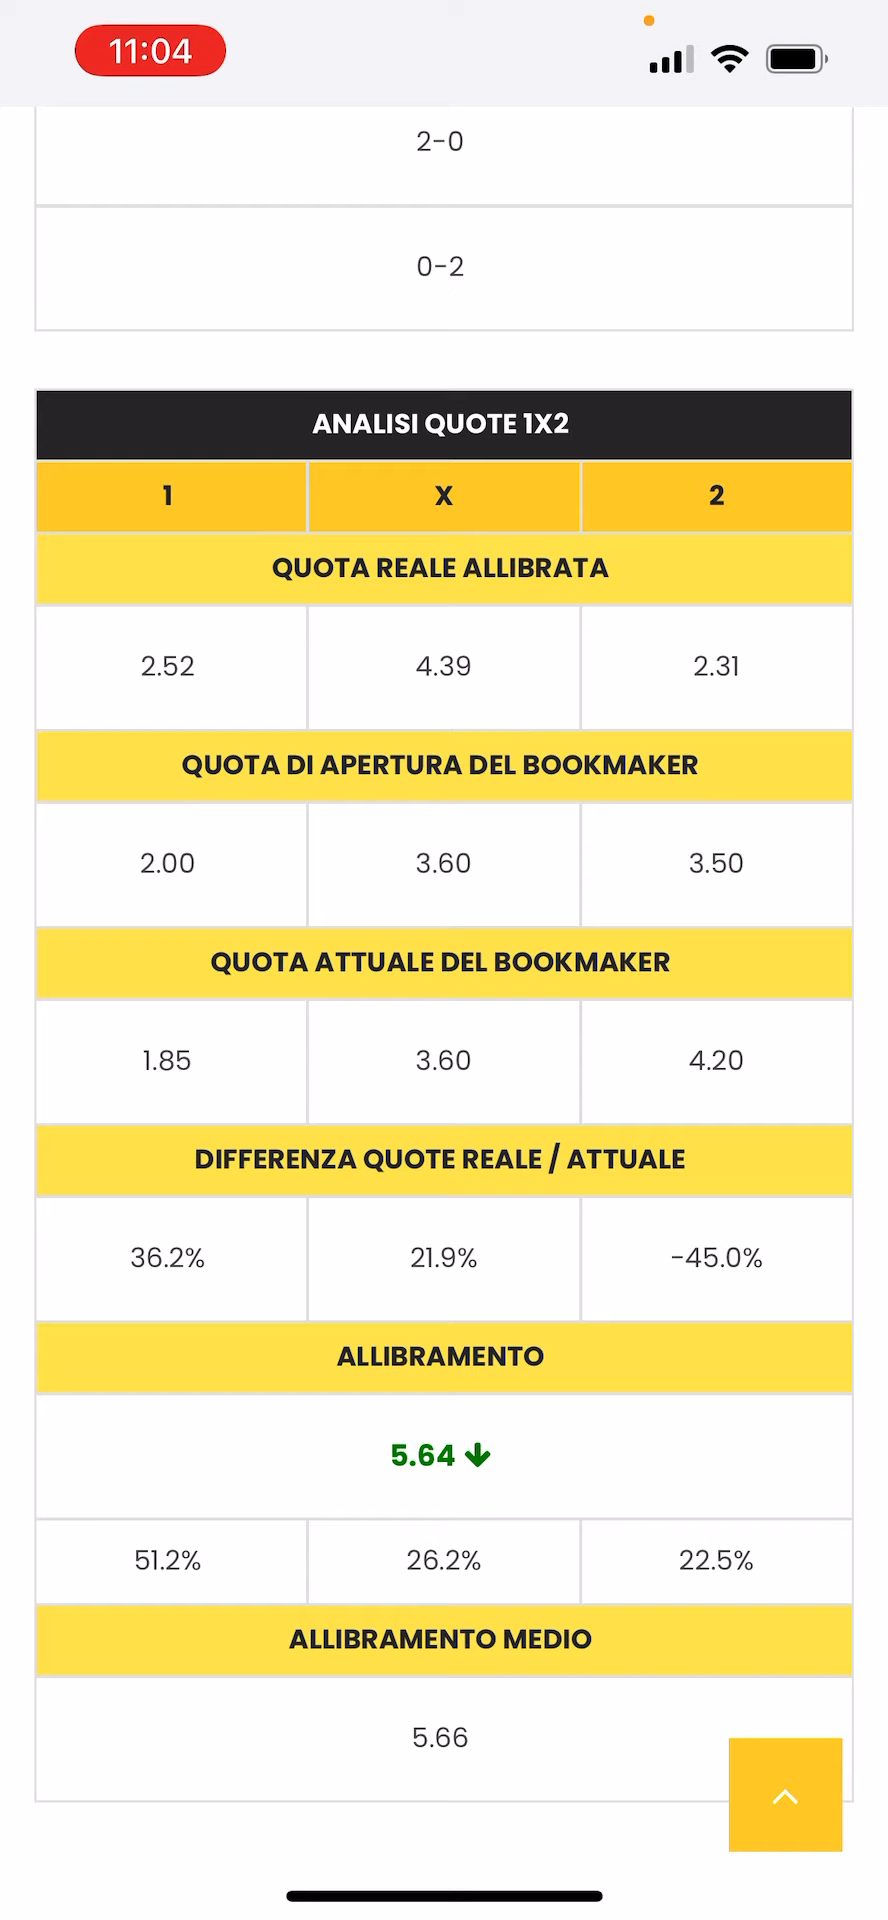 11:04
2-0
0-2
ANALISI QUOTE 1X2
1 X 2
QUOTA REALE ALLIBRATA
2.52 4.39 2.31
QUOTA DI APERTURA DEL BOOKMAKER
2.00 3.60 3.50
QUOTA ATTUALE DEL BOOKMAKER
1.85 3.60 4.20
DIFFERENZA QUOTE REALE / ATTUALE
36.2% 21.9% -45.0%
ALLIBRAMENTO
5.64
51.2% 26.2% 22.5%
ALLIBRAMENTO MEDIO
5.66